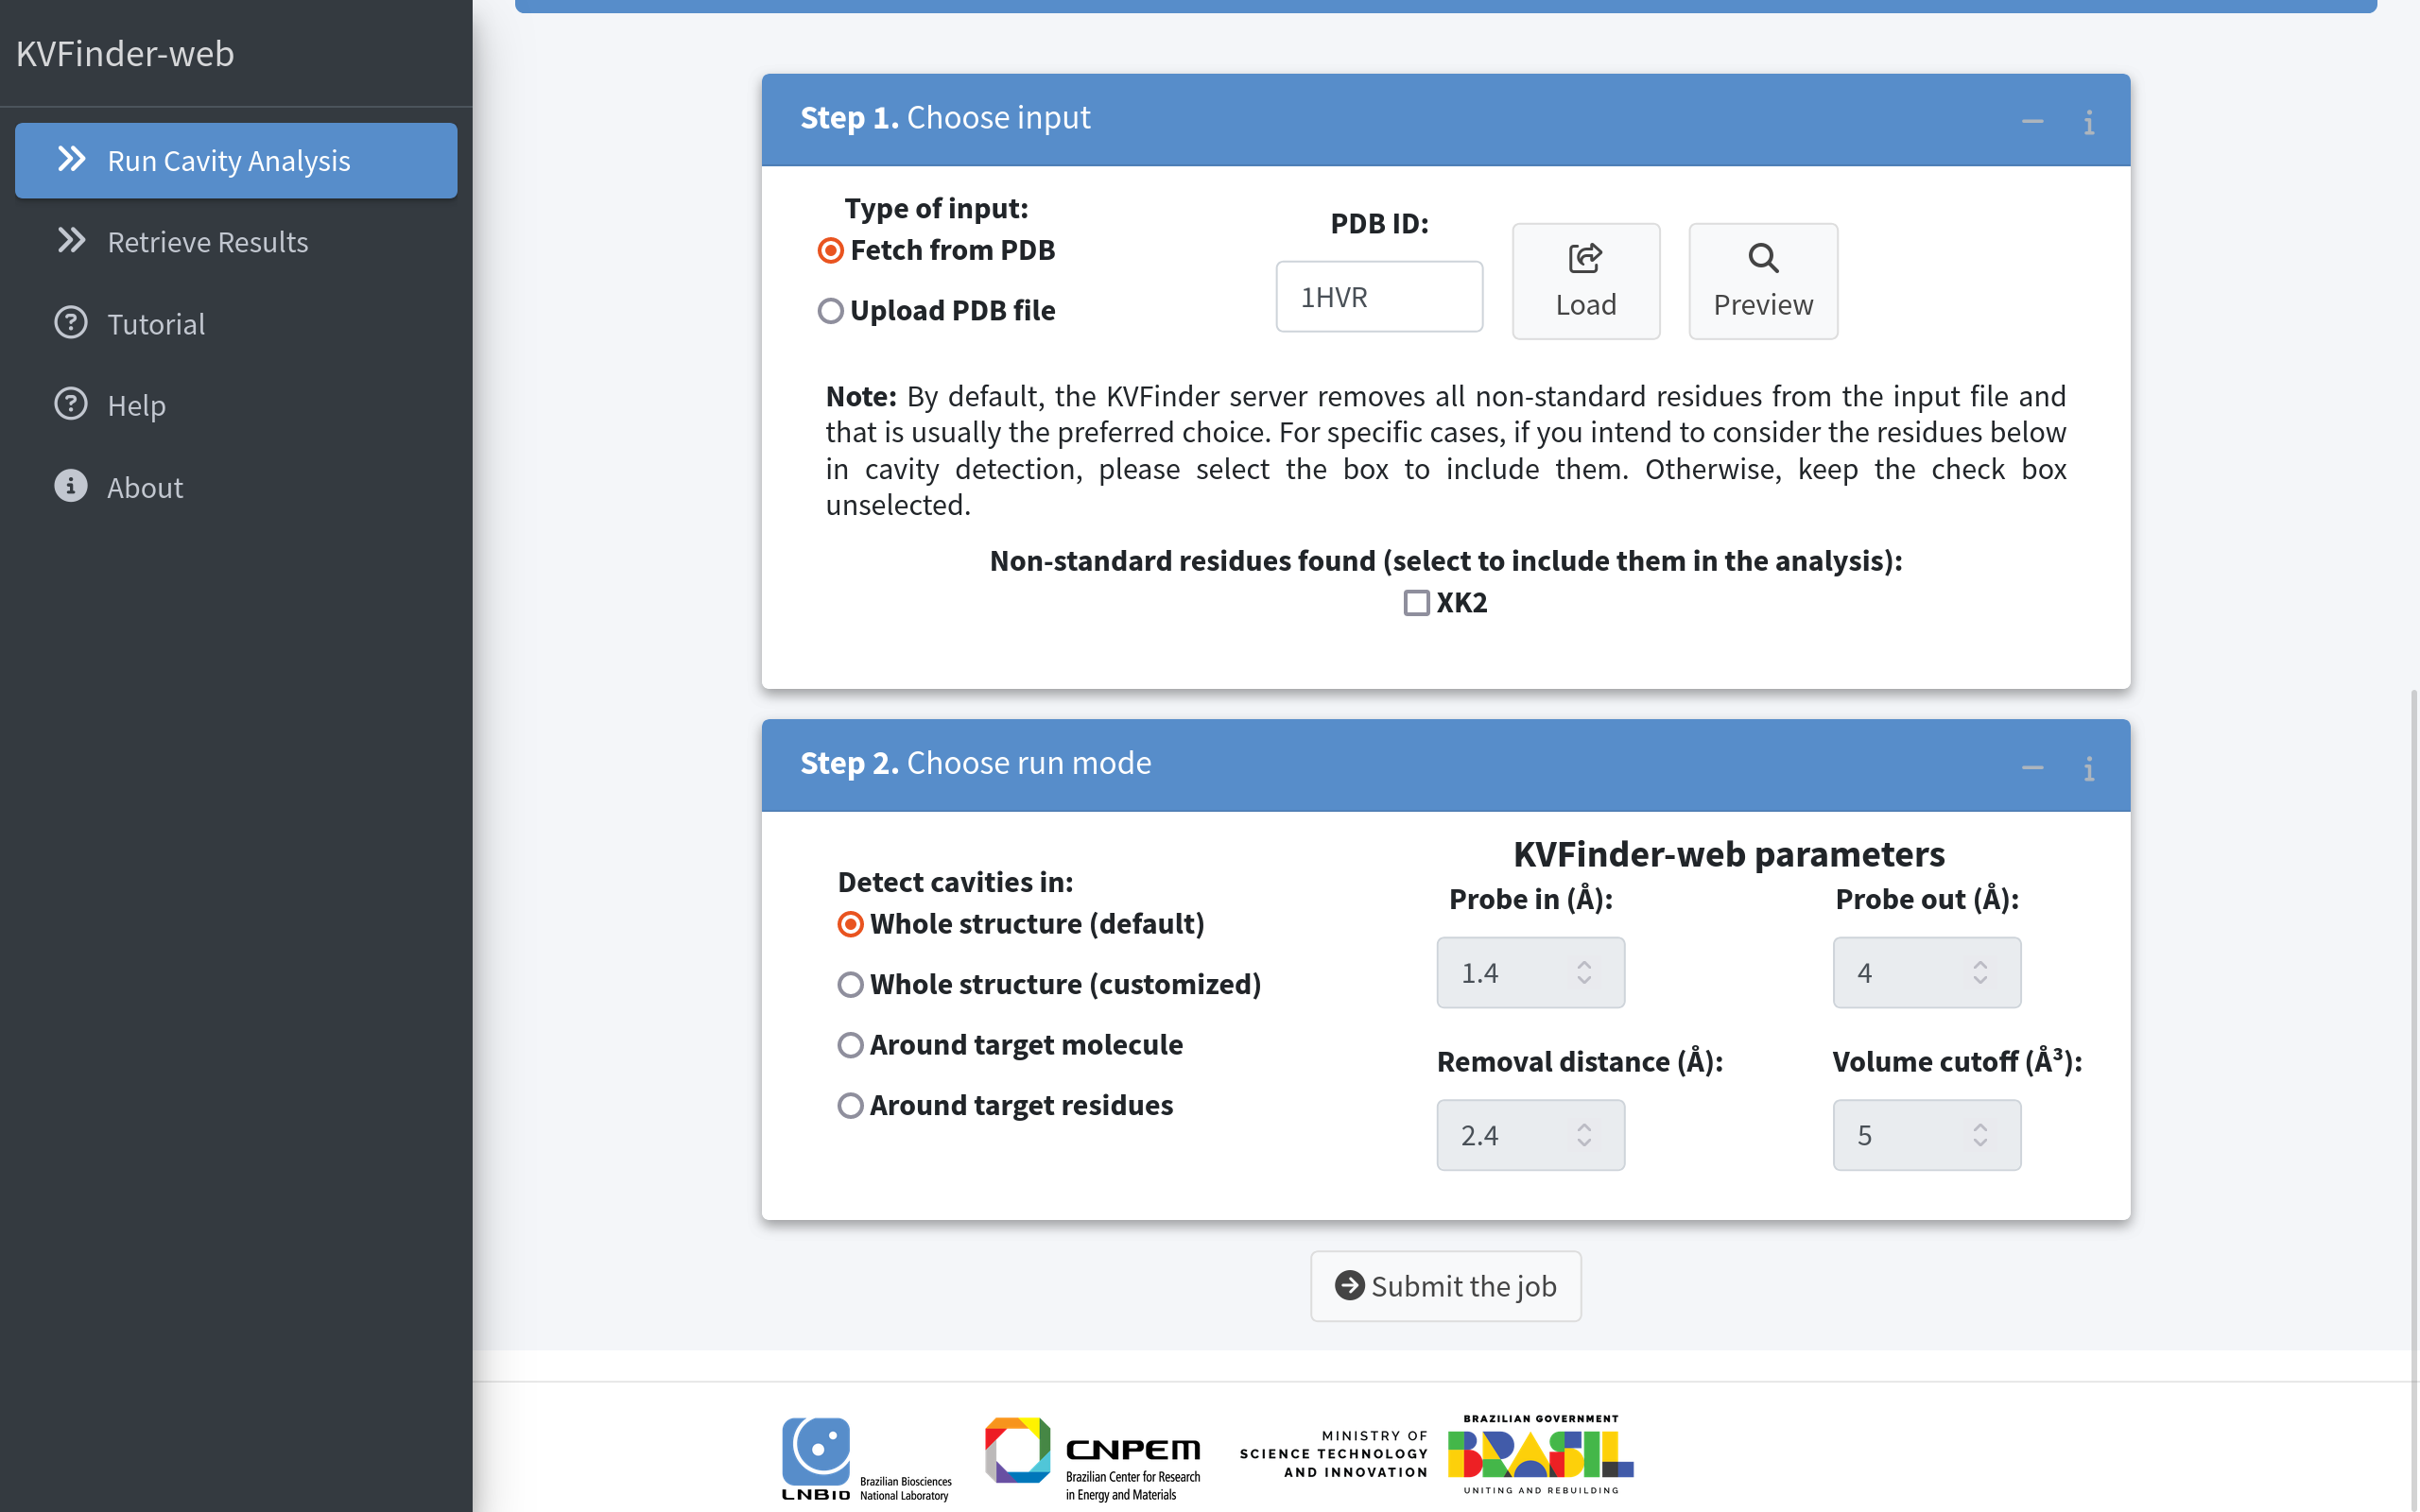 KVFinder-web
Run Cavity Analysis
Retrieve Results
Tutorial
Help
About
Step 1. Choose input
Type of input:
Fetch from PDB
Upload PDB file
PDB ID:
1HVR
Load
Preview
Note: By default, the KVFinder server removes all non-standard residues from the input file and
that is usually the preferred choice. For specific cases, if you intend to consider the residues below
in cavity detection, please select the box to include them. Otherwise, keep the check box
unselected.
Non-standard residues found (select to include them in the analysis):
XK2
Step 2. Choose run mode
Detect cavities in:
Whole structure (default)
Whole structure (customized)
Around target molecule
Around target residues
KVFinder-web parameters
Probe in (Å):
Probe out (Å):
1.4
4
Removal distance (Å):
Volume cutoff (Å³):
2.4
5
Submit the job
LNBio
Brazilian Biosciences
National Laboratory
CNPEM
Brazilian Center for Research
in Energy and Materials
MINISTRY OF
SCIENCE TECHNOLOGY
AND INNOVATION
BRAZILIAN GOVERNMENT
BRASIL
UNITING AND REBUILDING